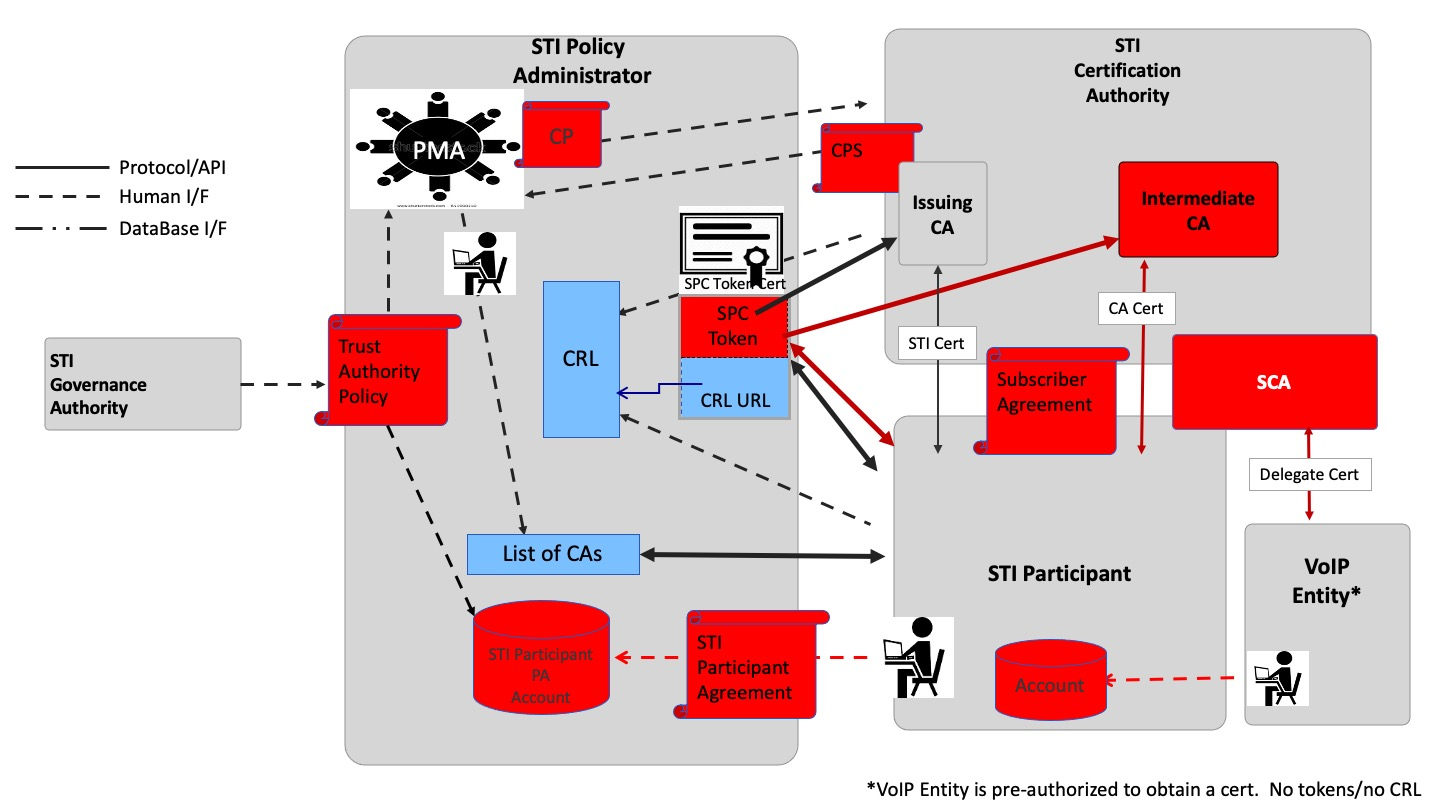 STI Policy
Administrator
STI
Certification
Authority
PMA
CP
CPS
Protocol/API
Human I/F
DataBase I/F
Issuing
CA
Intermediate
CA
SPC Token Cert
SPC
Token
CRL URL
CRL
STI Cert
CA Cert
Trust
Authority
Policy
STI
Governance
Authority
Subscriber
Agreement
SCA
Delegate Cert
List of CAs
STI Participant
VoIP
Entity*
STI Participant
PA
Account
STI
Participant
Agreement
Account
*VoIP Entity is pre-authorized to obtain a cert.  No tokens/no CRL